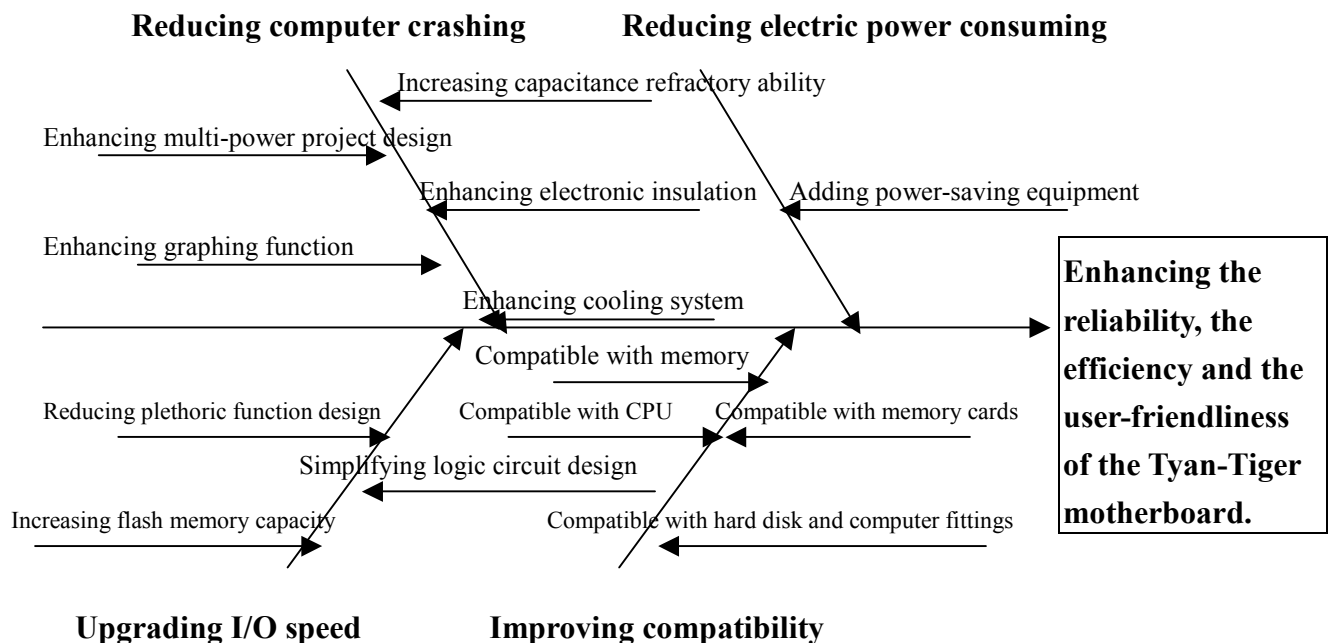 Reducing computer crashing
Reducing electric power consuming
Increasing capacitance refractory ability
Enhancing multi-power project design
Enhancing electronic insulation
Adding power-saving equipment
Enhancing graphing function
Enhancing cooling system
Enhancing the
reliability, the
efficiency and the
user-friendliness
of the Tyan-Tiger
motherboard.
Compatible with memory
Reducing plethoric function design
Compatible with CPU
Compatible with memory cards
Simplifying logic circuit design
Increasing flash memory capacity
Compatible with hard disk and computer fittings
Upgrading I/O speed
Improving compatibility